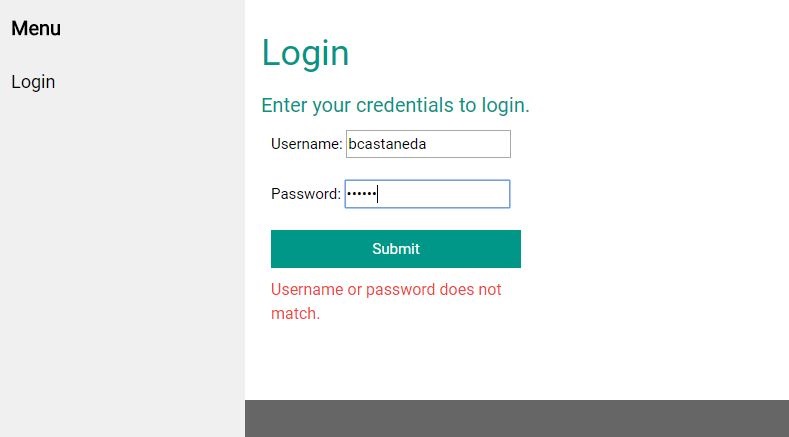 Menu
Login
Login
Enter your credentials to login.
Username: bcastaneda
Password: ••••••
Submit
Username or password does not
match.